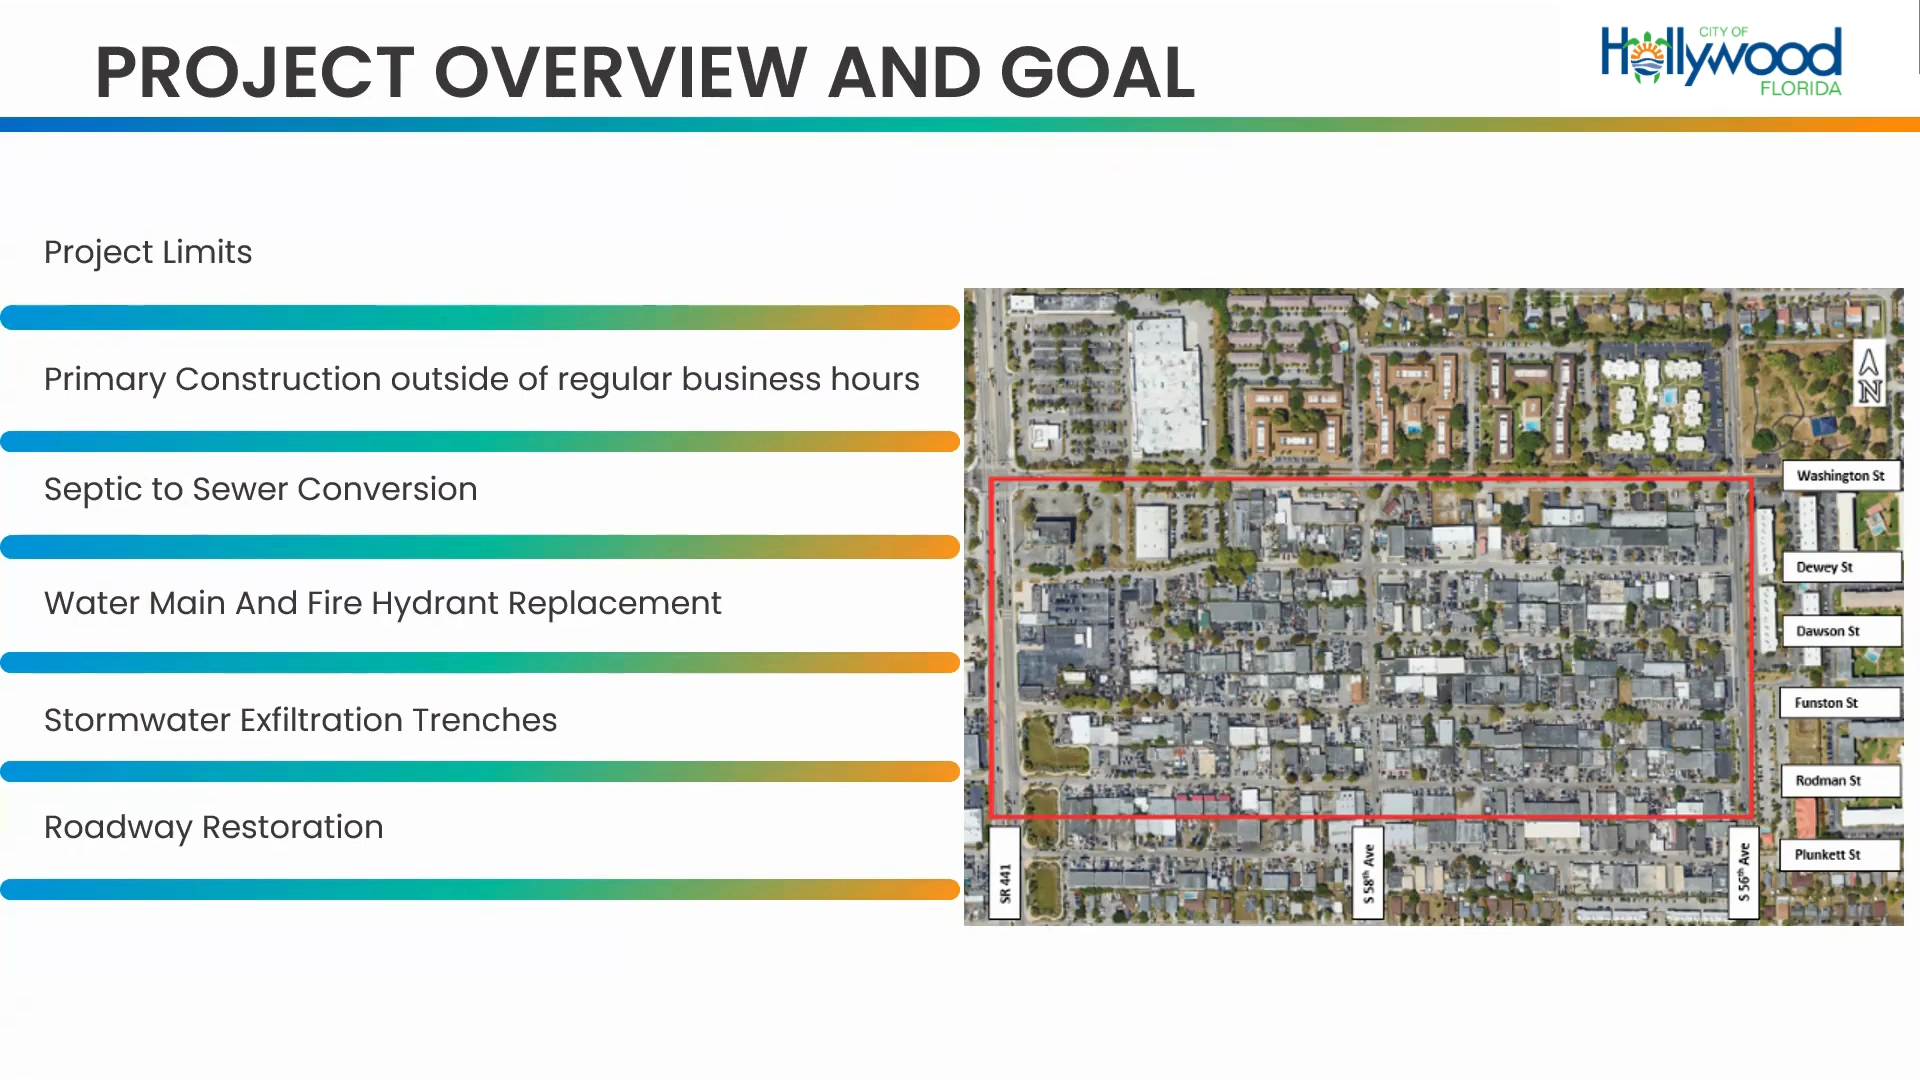 PROJECT OVERVIEW AND GOAL
CITY OF
Hollywood
FLORIDA
Project Limits
Primary Construction outside of regular business hours
Septic to Sewer Conversion
Water Main And Fire Hydrant Replacement
Stormwater Exfiltration Trenches
Roadway Restoration
N
Washington St
Dewey St
Dawson St
Funston St
Rodman St
Plunkett St
SR 441
S 58th Ave
S 56th Ave